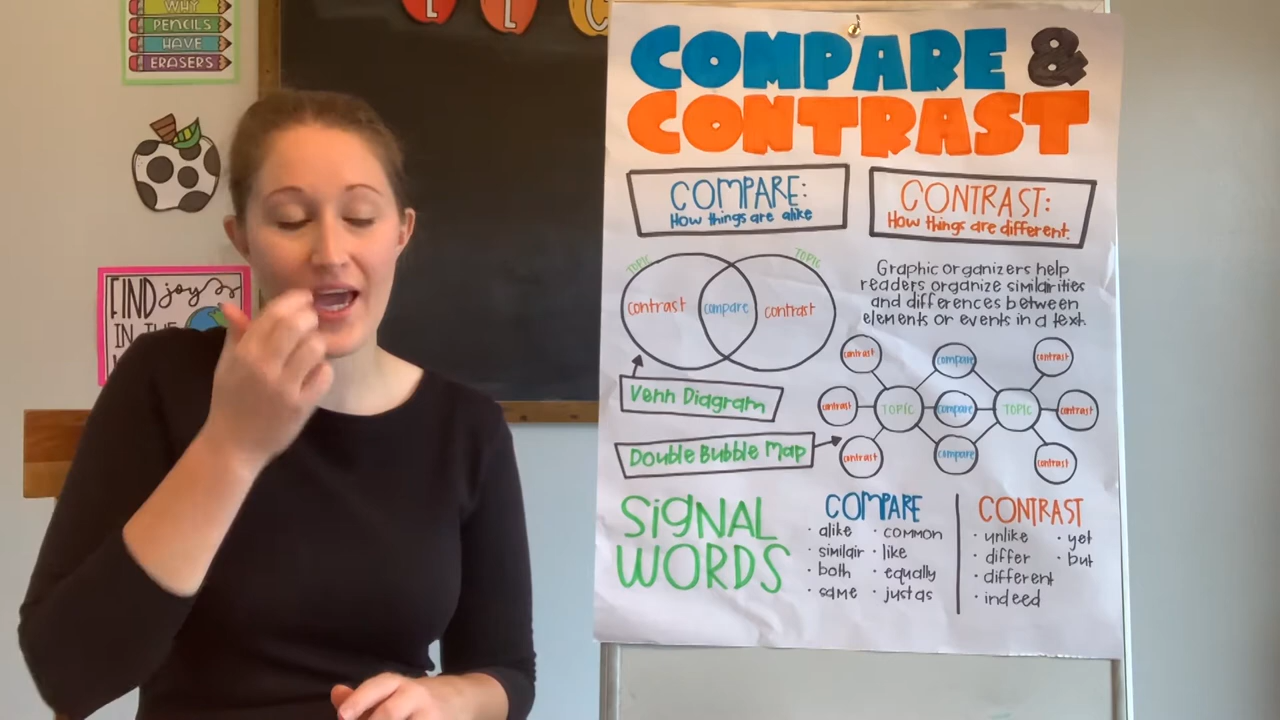 WHY
PENCILS
HAVE
ERASERS
L L C
FIND joy
IN THE
COMPARE &
CONTRAST
COMPARE:
How things are alike
CONTRAST:
How things are different.
TOPIC TOPIC
contrast compare contrast
Graphic organizers help
readers organize similairities
and differences between
elements or events in a text.
Venn Diagram
contrast compare contrast
contrast TOPIC compare TOPIC contrast
contrast compare contrast
Double Bubble Map
SIGNAL
WORDS
COMPARE
· alike · common
· similair · like
· both · equally
· same · just as
CONTRAST
· unlike · yet
· differ · but
· different
· indeed